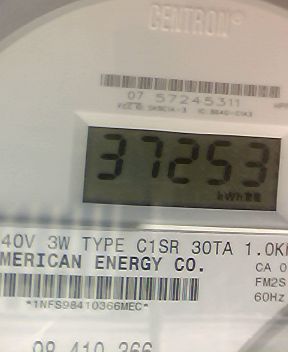 CENTRON®
07 57245311
37253
kWh
40V 3W TYPE C1SR 30TA 1.0K
MERICAN ENERGY CO.
CA 0
FM2S
*1NFS98410366MEC*
60Hz
98 410 366